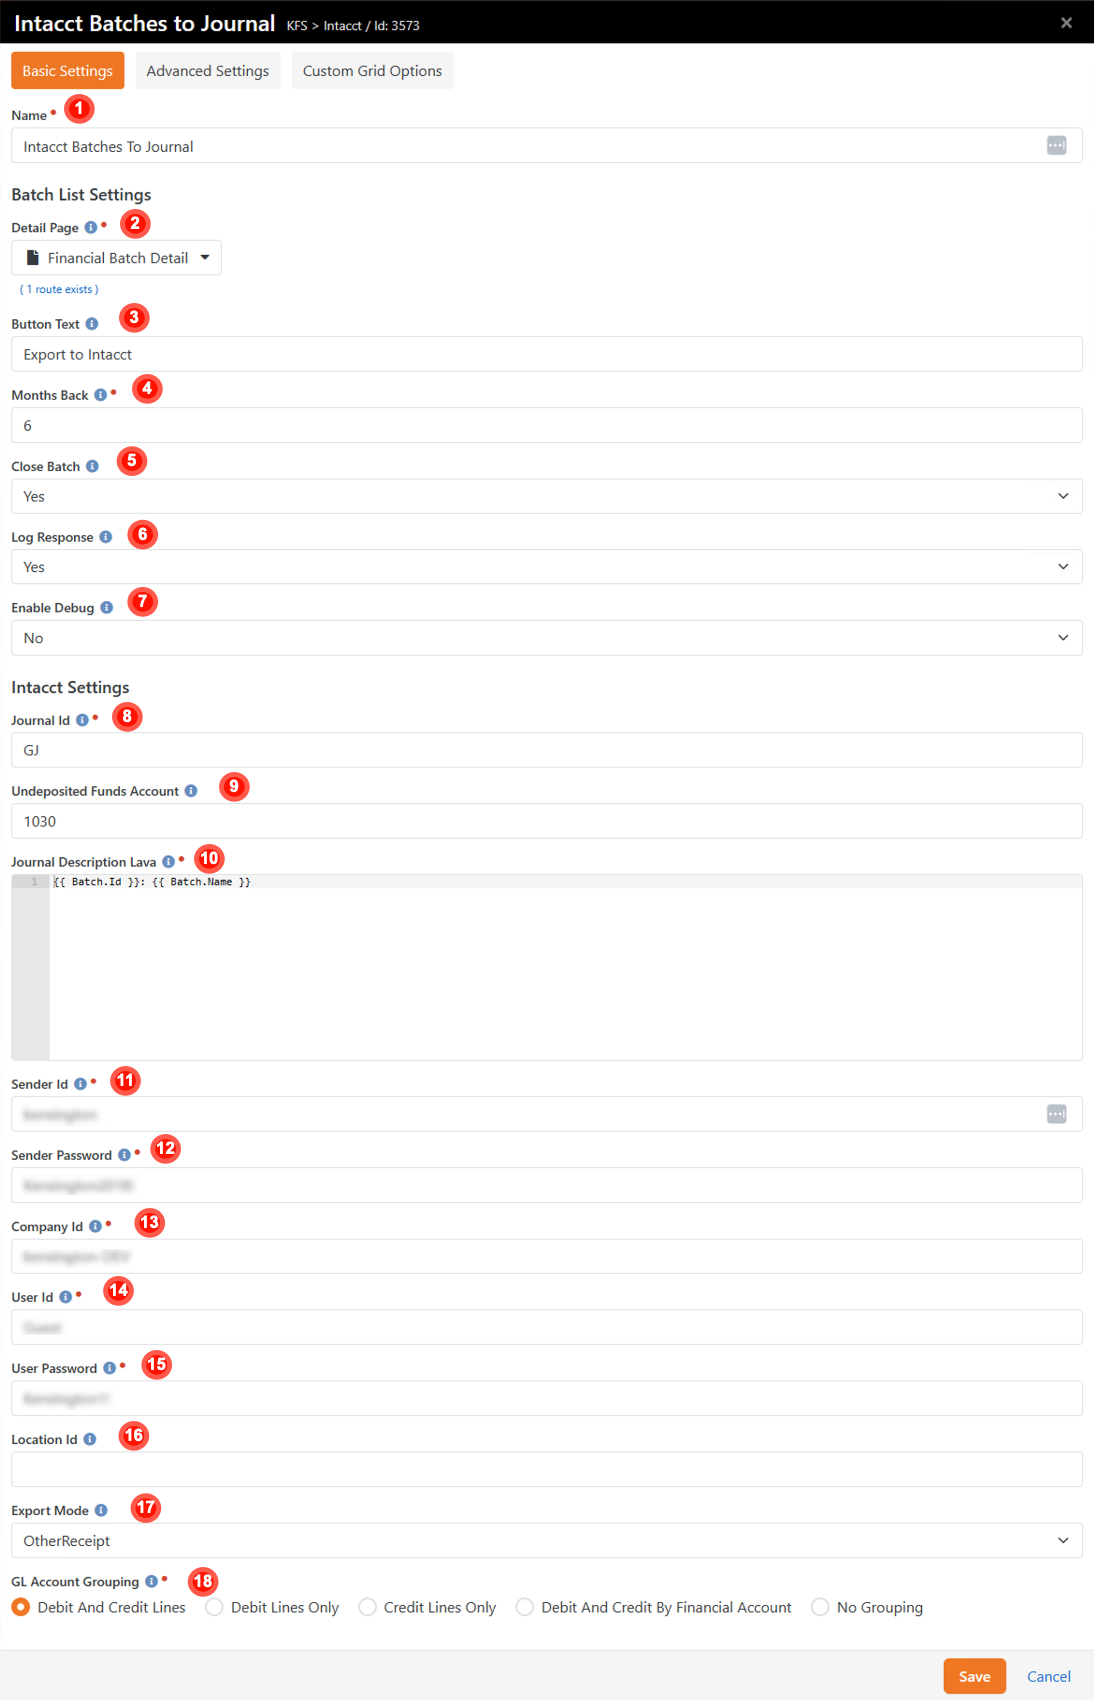 Intacct Batches to Journal KFS > Intacct / Id: 3573 ×
Basic Settings Advanced Settings Custom Grid Options
Name 1
Intacct Batches To Journal
Batch List Settings
Detail Page 2
Financial Batch Detail
( 1 route exists )
Button Text 3
Export to Intacct
Months Back 4
6
Close Batch 5
Yes
Log Response 6
Yes
Enable Debug 7
No
Intacct Settings
Journal Id 8
GJ
Undeposited Funds Account 9
1030
Journal Description Lava 10
1 {{ Batch.Id }}: {{ Batch.Name }}
Sender Id 11
Sender Password 12
Company Id 13
User Id 14
User Password 15
Location Id 16
Export Mode 17
OtherReceipt
GL Account Grouping 18
Debit And Credit Lines Debit Lines Only Credit Lines Only Debit And Credit By Financial Account No Grouping
Save Cancel